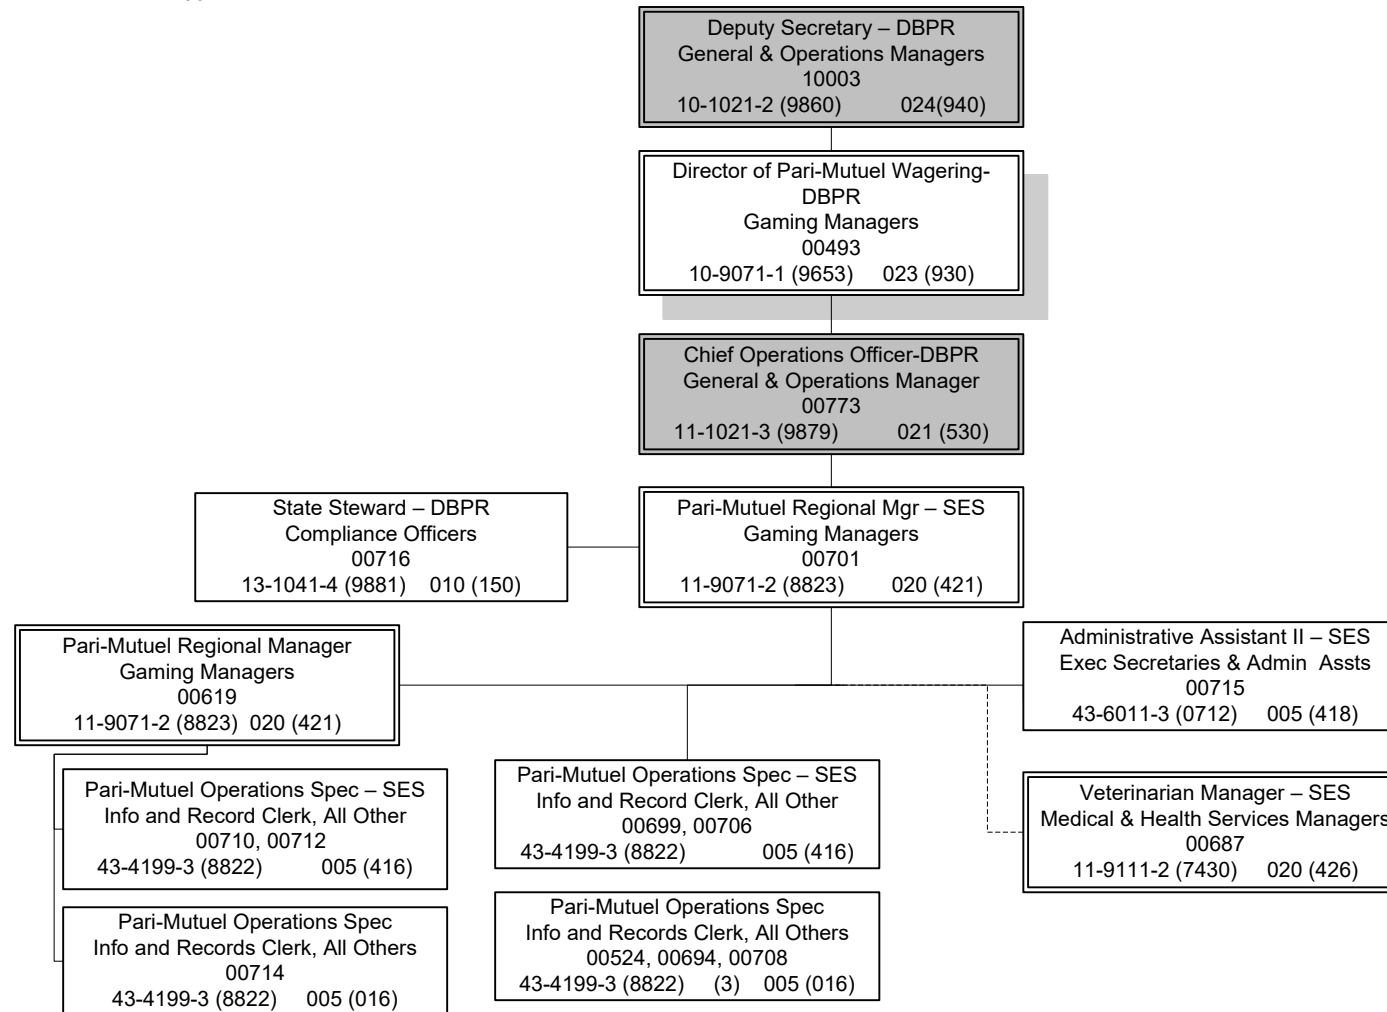 Deputy Secretary – DBPR
General & Operations Managers
10003
10-1021-2 (9860) 024(940)
Director of Pari-Mutuel Wagering-
DBPR
Gaming Managers
00493
10-9071-1 (9653) 023 (930)
Chief Operations Officer-DBPR
General & Operations Manager
00773
11-1021-3 (9879) 021 (530)
State Steward – DBPR
Compliance Officers
00716
13-1041-4 (9881) 010 (150)
Pari-Mutuel Regional Mgr – SES
Gaming Managers
00701
11-9071-2 (8823) 020 (421)
Pari-Mutuel Regional Manager
Gaming Managers
00619
11-9071-2 (8823) 020 (421)
Administrative Assistant II – SES
Exec Secretaries & Admin Assts
00715
43-6011-3 (0712) 005 (418)
Pari-Mutuel Operations Spec – SES
Info and Record Clerk, All Other
00710, 00712
43-4199-3 (8822) 005 (416)
Pari-Mutuel Operations Spec – SES
Info and Record Clerk, All Other
00699, 00706
43-4199-3 (8822) 005 (416)
Veterinarian Manager – SES
Medical & Health Services Managers
00687
11-9111-2 (7430) 020 (426)
Pari-Mutuel Operations Spec
Info and Records Clerk, All Others
00714
43-4199-3 (8822) 005 (016)
Pari-Mutuel Operations Spec
Info and Records Clerk, All Others
00524, 00694, 00708
43-4199-3 (8822) (3) 005 (016)